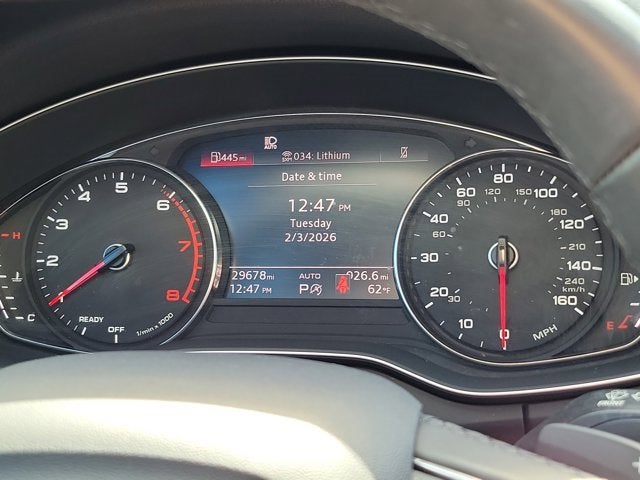 445 mi
AUTO
SXM 034: Lithium
Date & time
12:47 PM
Tuesday
2/3/2026
29678 mi
AUTO
926.6 mi
12:47 PM
P
A
62°F
1
2
3
4
5
6
7
8
READY
OFF
1/min x 1000
H
C
0
10
20
30
40
60
80
100
120
140
160
30
60
90
120
150
180
210
240
km/h
MPH
E